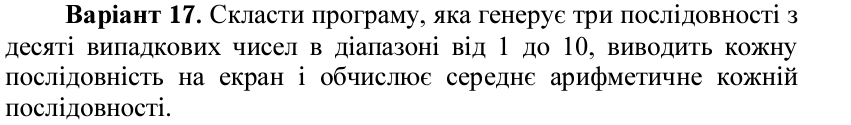 Варіант 17. Скласти програму, яка генерує три послідовності з
десяті випадкових чисел в діапазоні від 1 до 10, виводить кожну
послідовність на екран і обчислює середнє арифметичне кожній
послідовності.